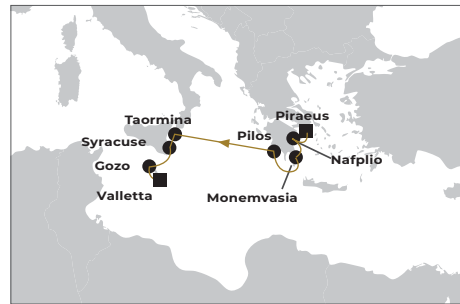 Piraeus
Taormina
Pilos
Syracuse
Nafplio
Gozo
Valletta
Monemvasia